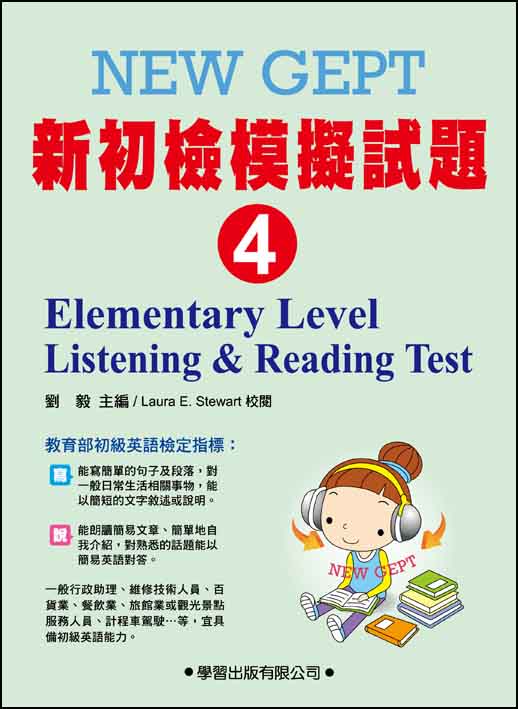 NEW GEPT
新初檢模擬試題
4
Elementary Level
Listening & Reading Test
劉 毅 主編 / Laura E. Stewart 校閱
教育部初級英語檢定指標：
寫 能寫簡單的句子及段落，對
一般日常生活相關事物，能
以簡短的文字敘述或說明。
說 能朗讀簡易文章、簡單地自
我介紹，對熟悉的話題能以
簡易英語對答。
NEW GEPT
一般行政助理、維修技術人員、百
貨業、餐飲業、旅館業或觀光景點
服務人員、計程車駕駛…等，宜具
備初級英語能力。
●學習出版有限公司●